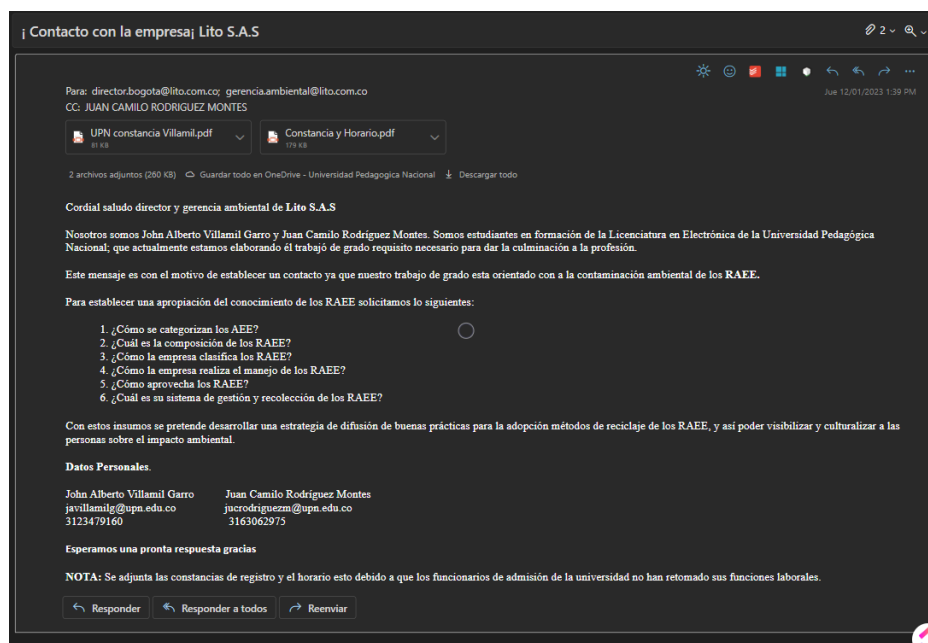 ¡ Contacto con la empresa¡ Lito S.A.S
2
Para: director.bogota@lito.com.co; gerencia.ambiental@lito.com.co
Jue 12/01/2023 1:39 PM
CC: JUAN CAMILO RODRIGUEZ MONTES
UPN constancia Villamil.pdf
81 KB
Constancia y Horario.pdf
179 KB
2 archivos adjuntos (260 KB) Guardar todo en OneDrive - Universidad Pedagogica Nacional Descargar todo
Cordial saludo director y gerencia ambiental de Lito S.A.S
Nosotros somos John Alberto Villamil Garro y Juan Camilo Rodríguez Montes. Somos estudiantes en formación de la Licenciatura en Electrónica de la Universidad Pedagógica
Nacional; que actualmente estamos elaborando él trabajó de grado requisito necesario para dar la culminación a la profesión.
Este mensaje es con el motivo de establecer un contacto ya que nuestro trabajo de grado esta orientado con a la contaminación ambiental de los RAEE.
Para establecer una apropiación del conocimiento de los RAEE solicitamos lo siguientes:
1. ¿Cómo se categorizan los AEE?
2. ¿Cuál es la composición de los RAEE?
3. ¿Cómo la empresa clasifica los RAEE?
4. ¿Cómo la empresa realiza el manejo de los RAEE?
5. ¿Cómo aprovecha los RAEE?
6. ¿Cuál es su sistema de gestión y recolección de los RAEE?
Con estos insumos se pretende desarrollar una estrategia de difusión de buenas prácticas para la adopción métodos de reciclaje de los RAEE, y así poder visibilizar y culturalizar a las
personas sobre el impacto ambiental.
Datos Personales.
John Alberto Villamil Garro Juan Camilo Rodríguez Montes
javillamilg@upn.edu.co jucrodriguezm@upn.edu.co
3123479160 3163062975
Esperamos una pronta respuesta gracias
NOTA: Se adjunta las constancias de registro y el horario esto debido a que los funcionarios de admisión de la universidad no han retomado sus funciones laborales.
Responder Responder a todos Reenviar